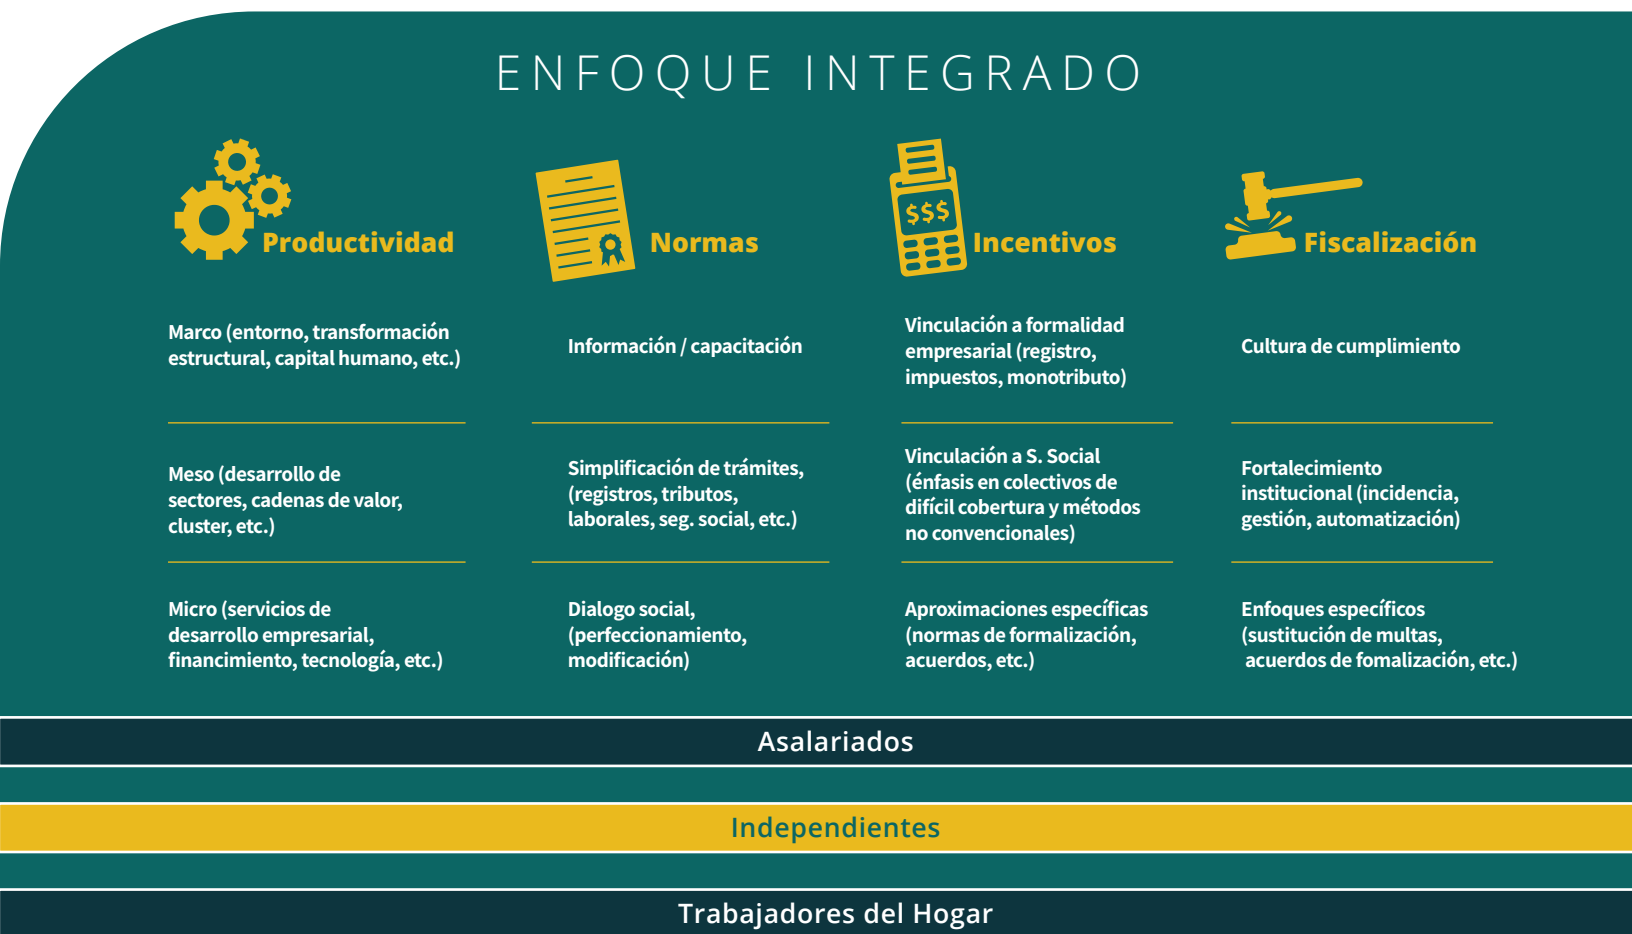 ENFOQUE INTEGRADO
Productividad
Marco (entorno, transformación
estructural, capital humano, etc.)
Meso (desarrollo de
sectores, cadenas de valor,
cluster, etc.)
Micro (servicios de
desarrollo empresarial,
financimiento, tecnología, etc.)
Normas
Información / capacitación
Simplificación de trámites,
(registros, tributos,
laborales, seg. social, etc.)
Dialogo social,
(perfeccionamiento,
modificación)
$$$
Incentivos
Vinculación a formalidad
empresarial (registro,
impuestos, monotributo)
Vinculación a S. Social
(énfasis en colectivos de
difícil cobertura y métodos
no convencionales)
Aproximaciones específicas
(normas de formalización,
acuerdos, etc.)
Fiscalización
Cultura de cumplimiento
Fortalecimiento
institucional (incidencia,
gestión, automatización)
Enfoques específicos
(sustitución de multas,
acuerdos de fomalización, etc.)
Asalariados
Independientes
Trabajadores del Hogar